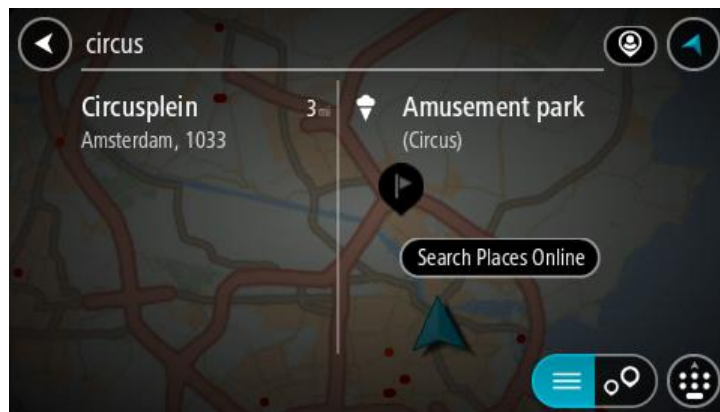 circus
Circusplein 3 mi
Amsterdam, 1033
Amusement park
(Circus)
Search Places Online